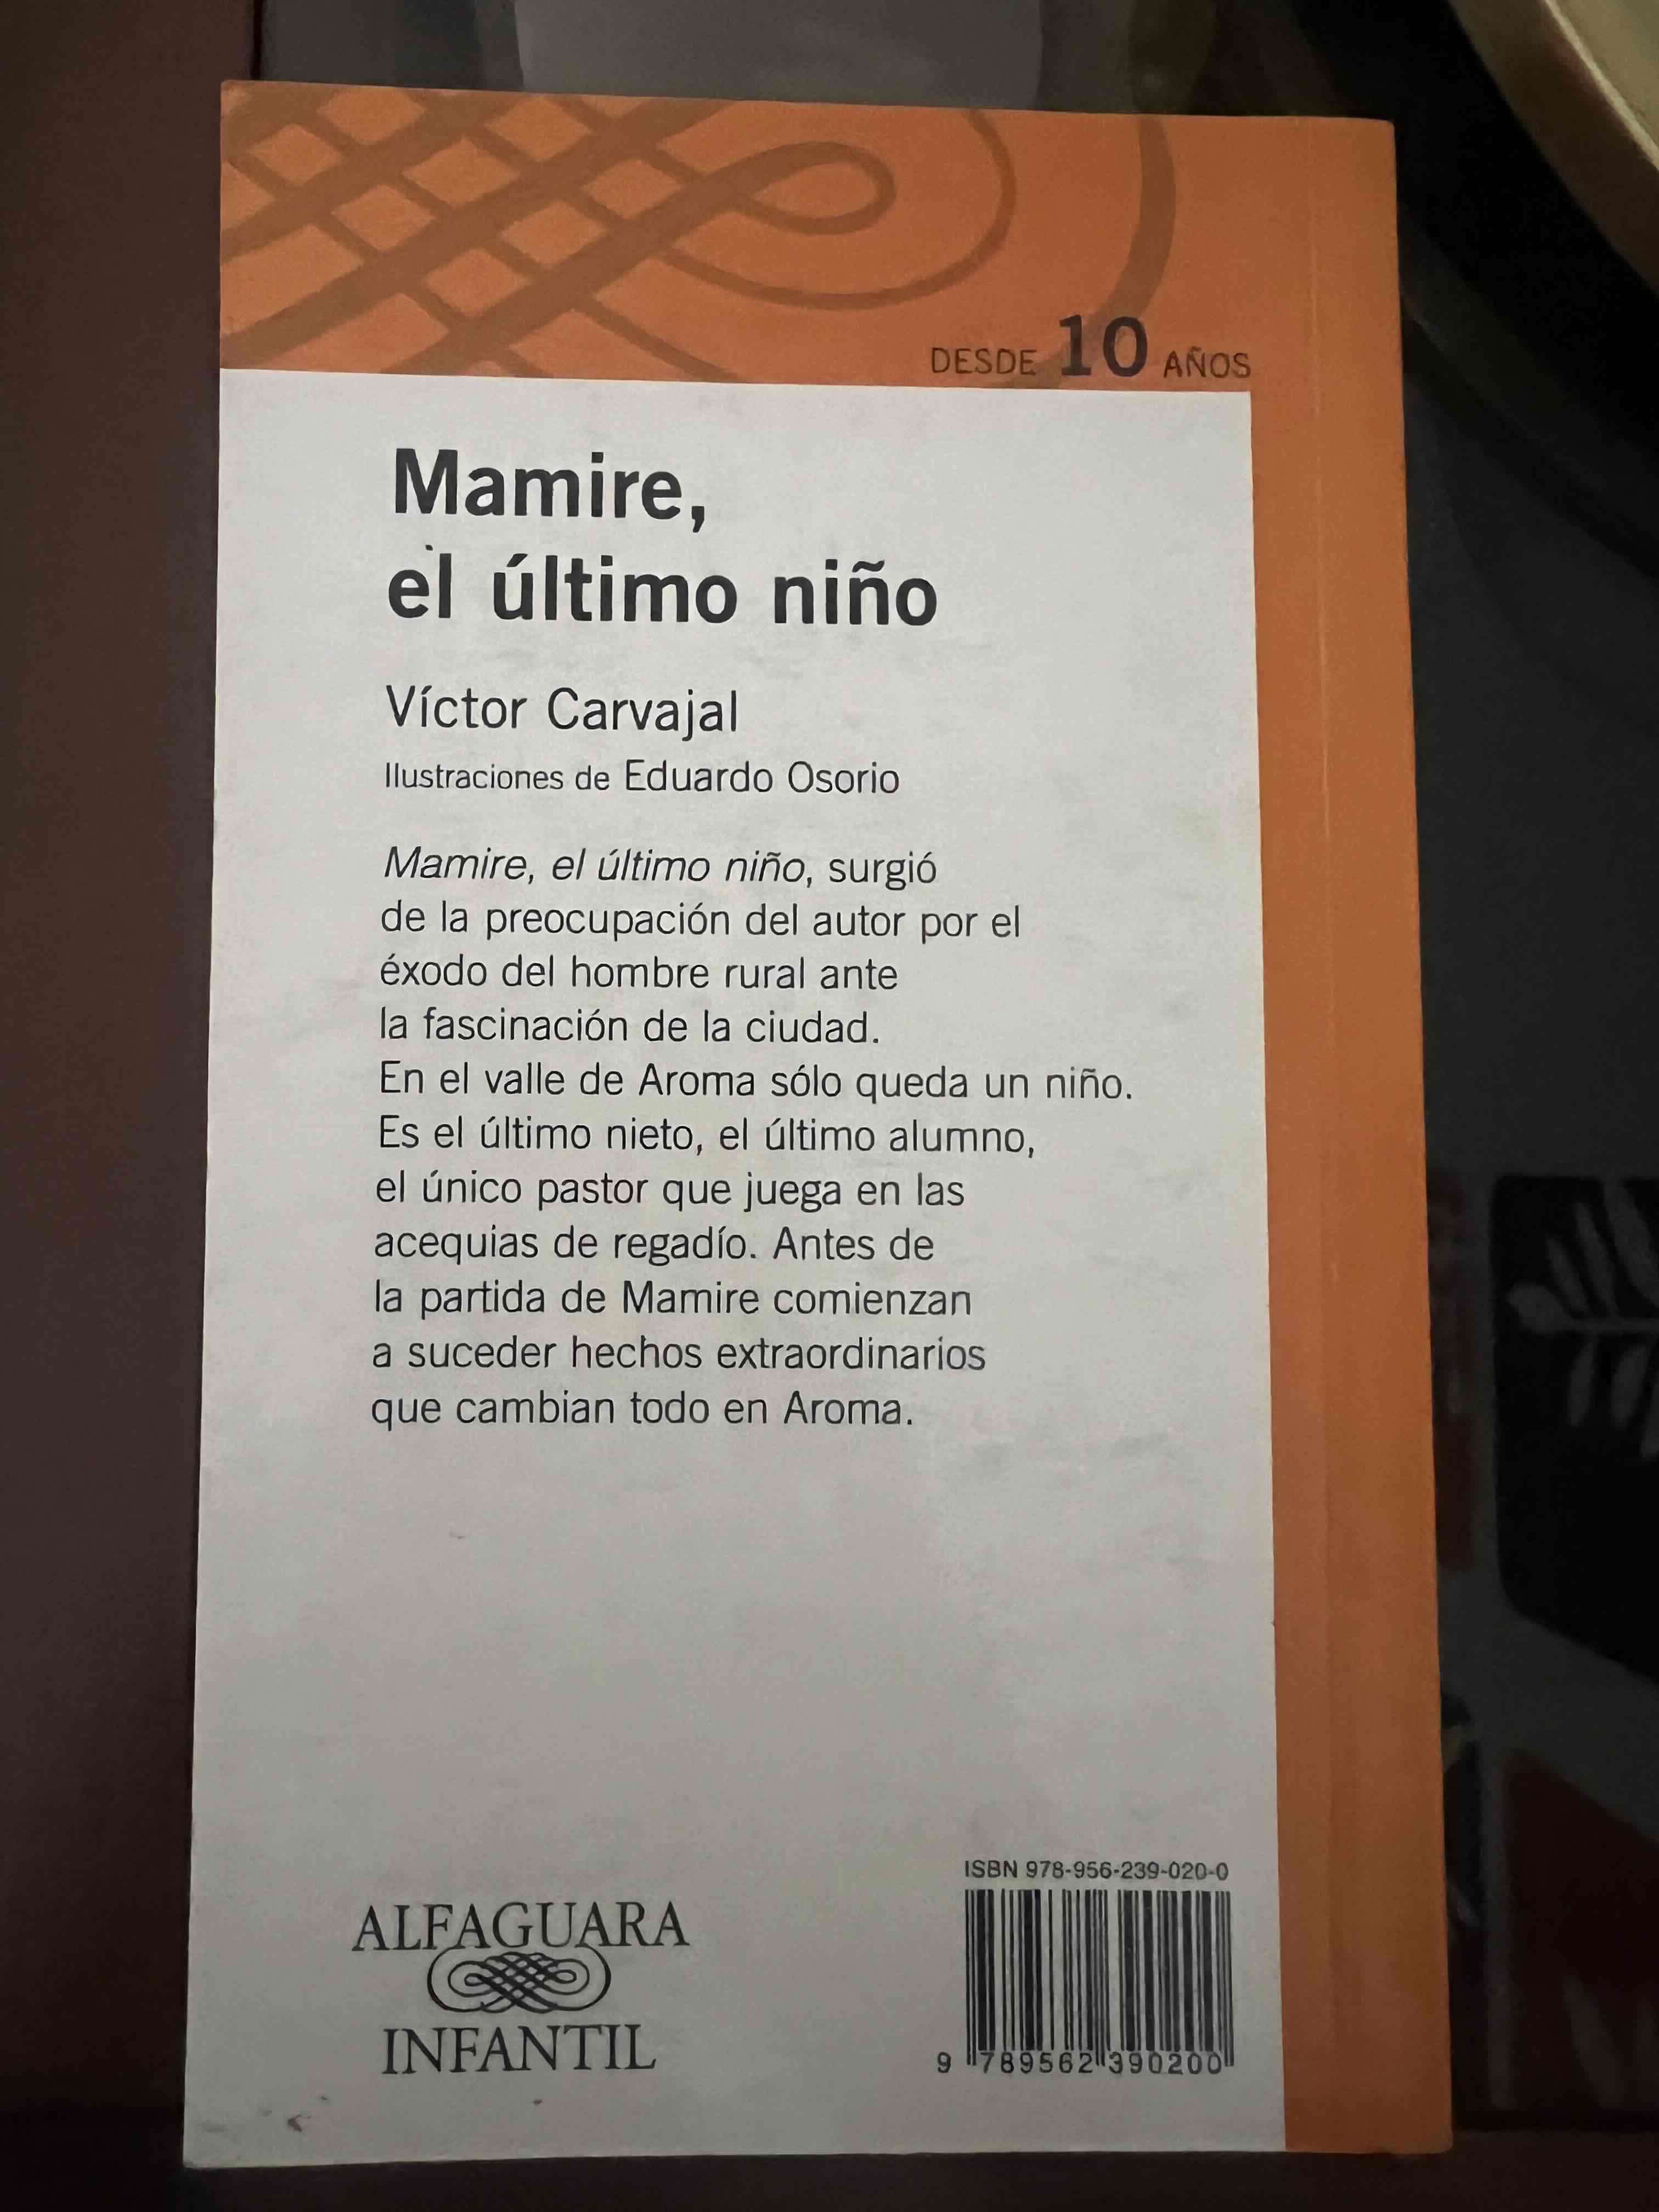 DESDE 10 AÑOS
Mamire,
el último niño
Víctor Carvajal
Ilustraciones de Eduardo Osorio
Mamire, el último niño, surgió
de la preocupación del autor por el
éxodo del hombre rural ante
la fascinación de la ciudad.
En el valle de Aroma sólo queda un niño.
Es el último nieto, el último alumno,
el único pastor que juega en las
acequias de regadío. Antes de
la partida de Mamire comienzan
a suceder hechos extraordinarios
que cambian todo en Aroma.
ALFAGUARA
INFANTIL
ISBN 978-956-239-020-0
9 789562 390200